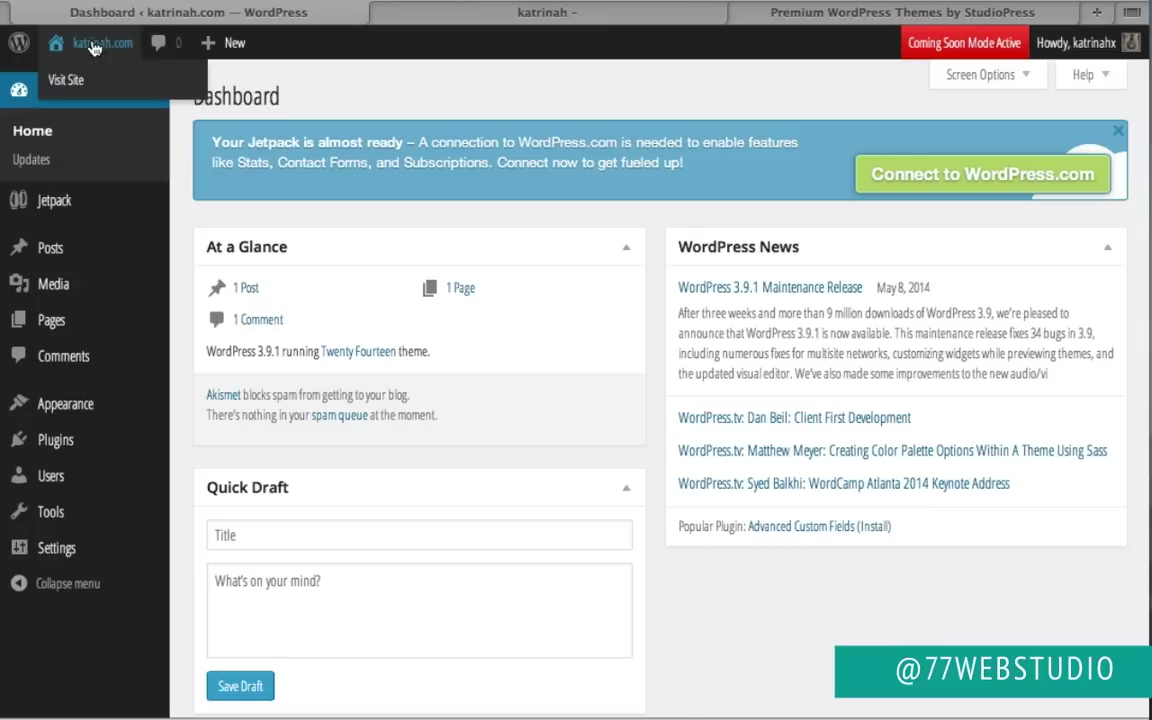 Dashboard ‹ katrinah.com — WordPress
katrinah –
Premium WordPress Themes by StudioPress
+
katrinah.com
0
New
Coming Soon Mode Active
Howdy, katrinahx
Visit Site
Screen Options
Help
Dashboard
Home
Updates
Jetpack
Posts
Media
Pages
Comments
Appearance
Plugins
Users
Tools
Settings
Collapse menu
Your Jetpack is almost ready – A connection to WordPress.com is needed to enable features
like Stats, Contact Forms, and Subscriptions. Connect now to get fueled up!
Connect to WordPress.com
At a Glance
1 Post
1 Page
1 Comment
WordPress 3.9.1 running Twenty Fourteen theme.
Akismet blocks spam from getting to your blog.
There's nothing in your spam queue at the moment.
Quick Draft
Title
What's on your mind?
Save Draft
WordPress News
WordPress 3.9.1 Maintenance Release May 8, 2014
After three weeks and more than 9 million downloads of WordPress 3.9, we're pleased to
announce that WordPress 3.9.1 is now available. This maintenance release fixes 34 bugs in 3.9,
including numerous fixes for multisite networks, customizing widgets while previewing themes, and
the updated visual editor. We've also made some improvements to the new audio/vi
WordPress.tv: Dan Beil: Client First Development
WordPress.tv: Matthew Meyer: Creating Color Palette Options Within A Theme Using Sass
WordPress.tv: Syed Balkhi: WordCamp Atlanta 2014 Keynote Address
Popular Plugin: Advanced Custom Fields (Install)
@77WEBSTUDIO